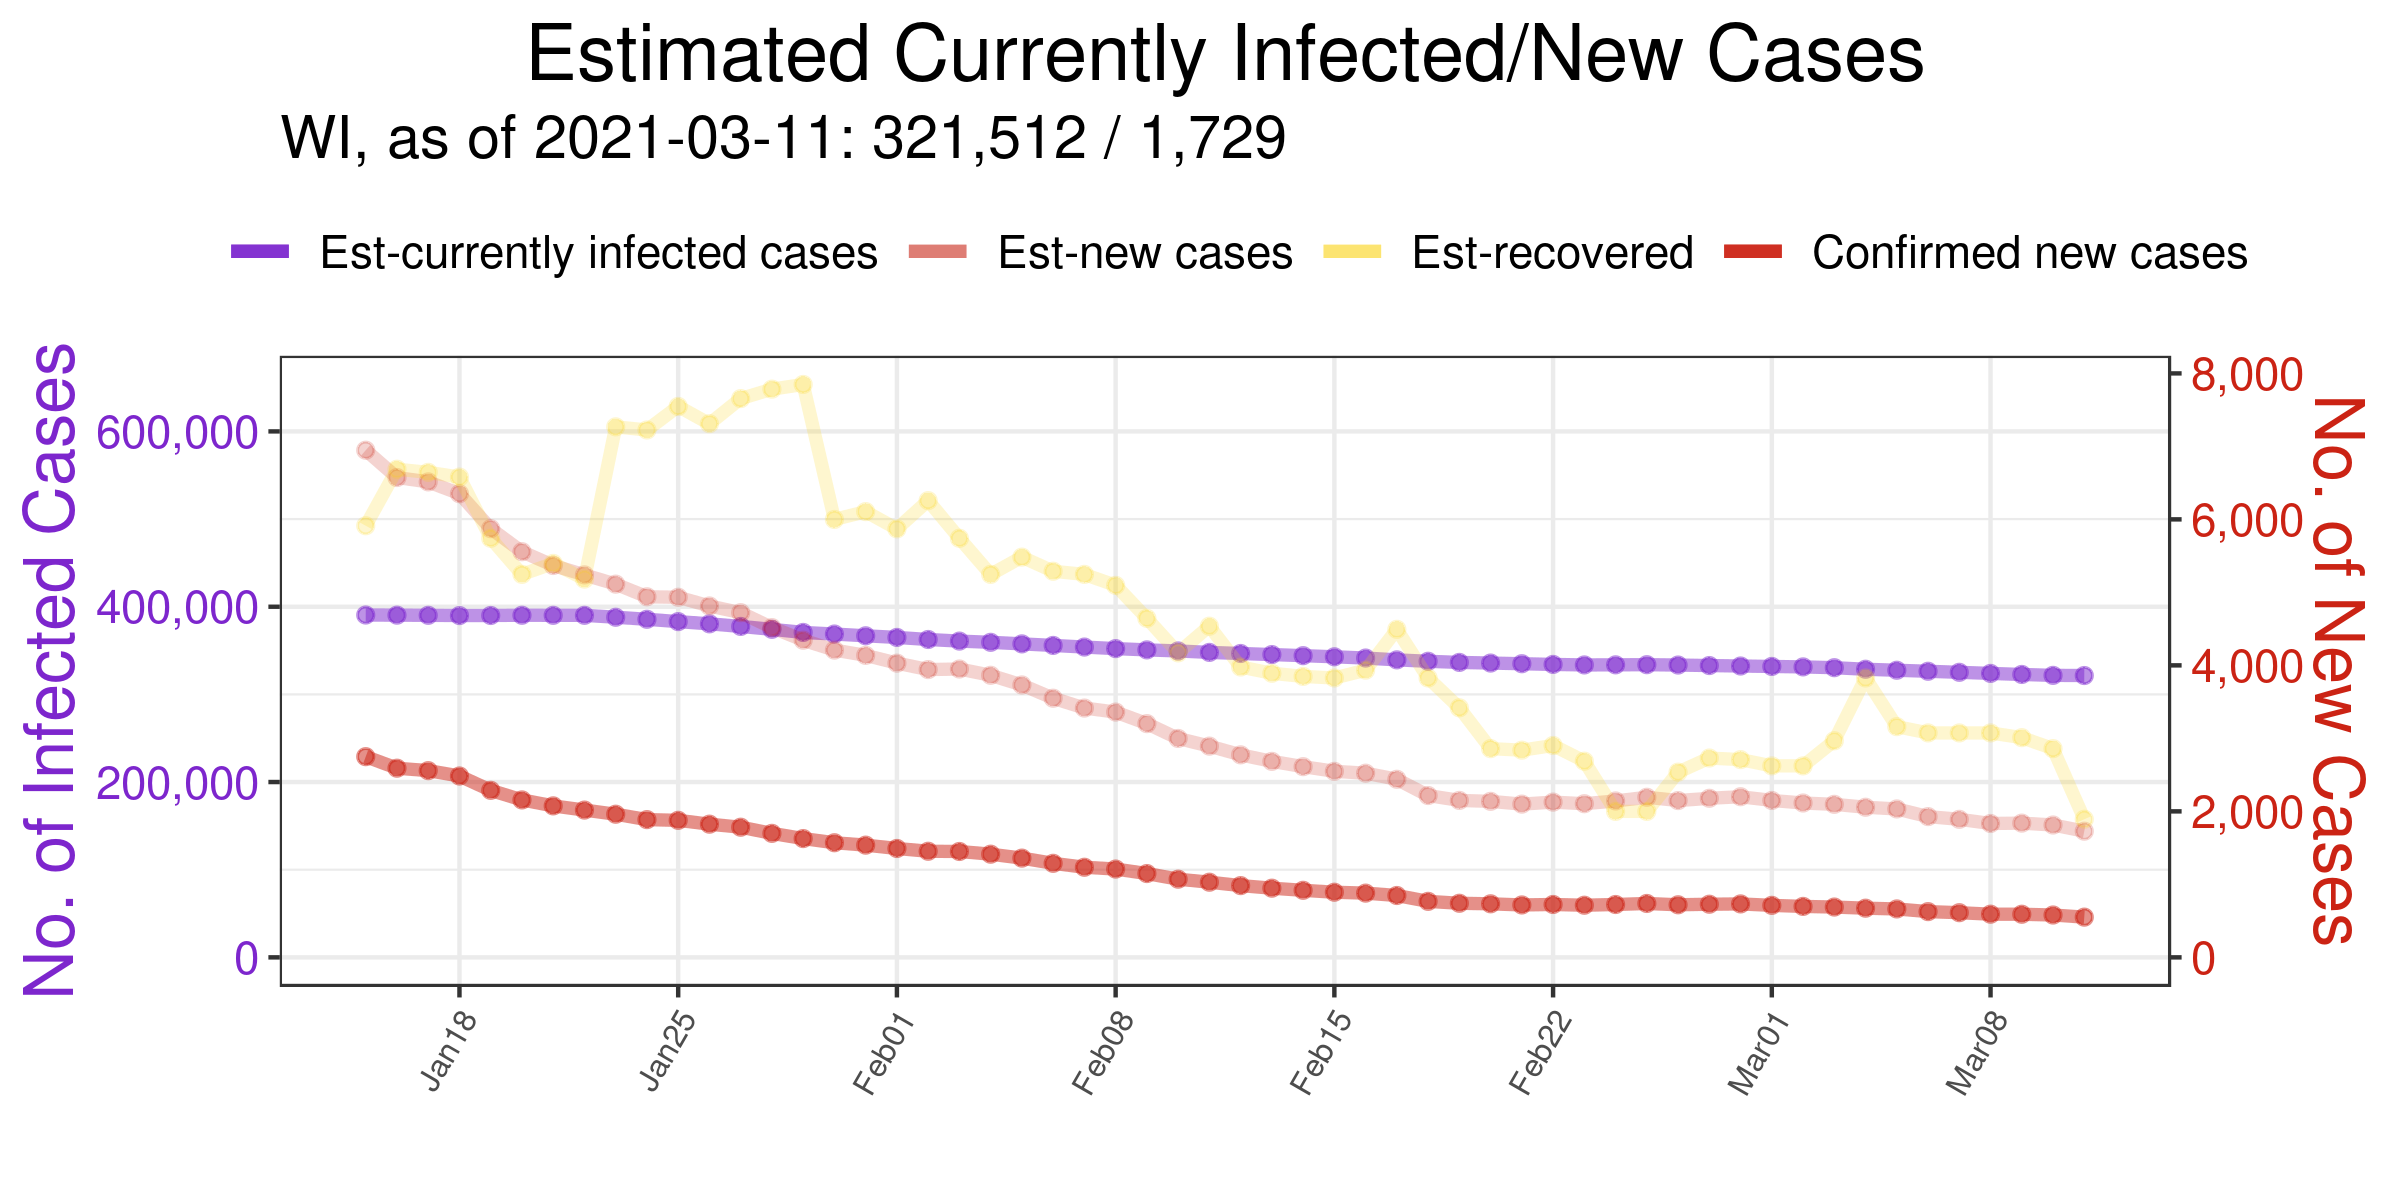 Estimated Currently Infected/New Cases
WI, as of 2021-03-11: 321,512 / 1,729
Est-currently infected cases Est-new cases Est-recovered Confirmed new cases
No. of Infected Cases
600,000
400,000
200,000
0
8,000
6,000
4,000
2,000
0
No. of New Cases
Jan18 Jan25 Feb01 Feb08 Feb15 Feb22 Mar01 Mar08